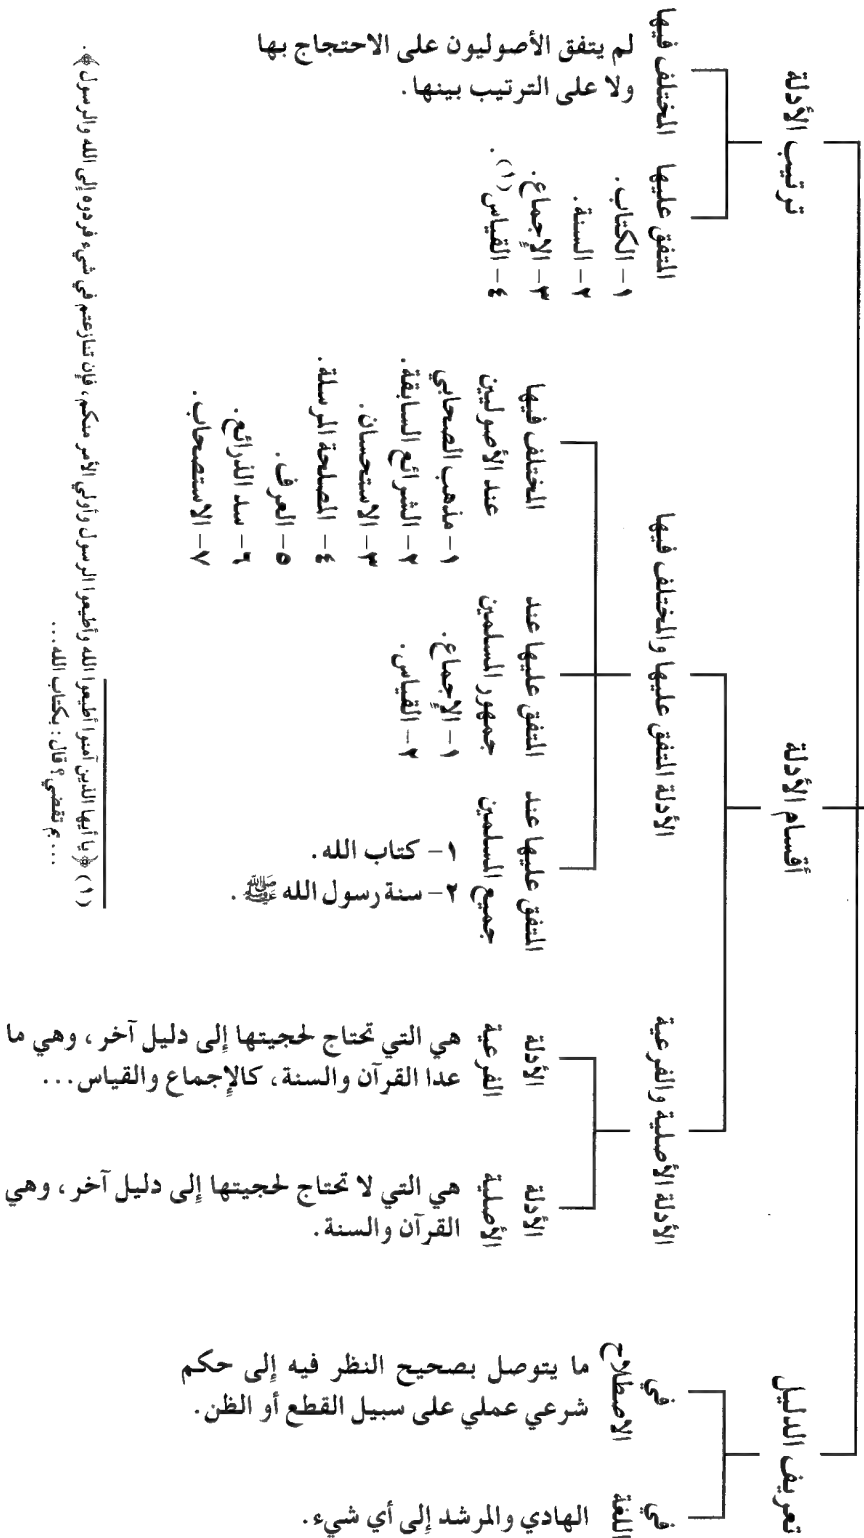 تعريف الدليل
في
اللغة
الهادي والمرشد إلى أي شيء.
في
الاصطلاح
ما يتوصل بصحيح النظر فيه إلى حكم
شرعي عملي على سبيل القطع أو الظن.
أقسام الأدلة
الأدلة الأصلية والفرعية
الأدلة
الأصلية
هي التي لا تحتاج لحجيتها إلى دليل آخر، وهي
القرآن والسنة.
الأدلة
الفرعية
هي التي تحتاج لحجيتها إلى دليل آخر، وهي ما
عدا القرآن والسنة، كالإجماع والقياس...
الأدلة المتفق عليها والمختلف فيها
المتفق عليها عند
جميع المسلمين
١- كتاب الله.
٢- سنة رسول الله ﷺ.
المتفق عليها عند
جمهور المسلمين
١- الإجماع.
٢- القياس.
المختلف فيها
عند الأصوليين
١- مذهب الصحابي
٢- الشرائع السابقة.
٣- الاستحسان.
٤- المصلحة المرسلة.
٥- العرف.
٦- سد الذرائع.
٧- الاستصحاب.
ترتيب الأدلة
المتفق عليها
١- الكتاب.
٢- السنة.
٣- الإجماع.
٤- القياس(١).
المختلف فيها
لم يتفق الأصوليون على الاحتجاج بها
ولا على الترتيب بينها.
(١) ﴿يا أيها الذين آمنوا أطيعوا الله وأطيعوا الرسول وأولي الأمر منكم، فإن تنازعتم في شيء فردوه إلى الله والرسول﴾.
... بم تقضي؟ قال: بكتاب الله...